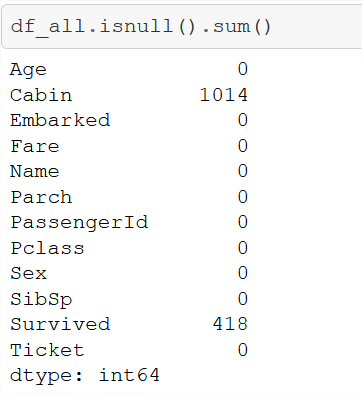 df_all.isnull().sum()
Age 0
Cabin 1014
Embarked 0
Fare 0
Name 0
Parch 0
PassengerId 0
Pclass 0
Sex 0
SibSp 0
Survived 418
Ticket 0
dtype: int64